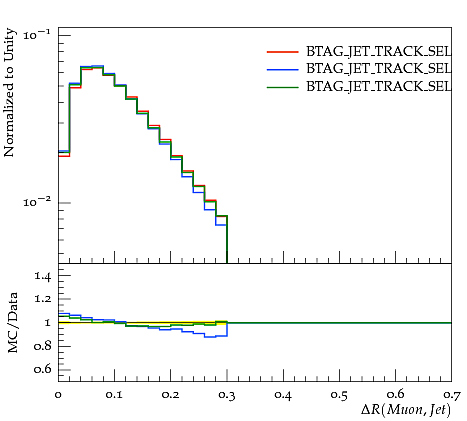 10⁻¹
Normalized to Unity
BTAG_JET_TRACK_SEL
BTAG_JET_TRACK_SEL
BTAG_JET_TRACK_SEL
10⁻²
1.4
1.2
1
0.8
0.6
MC/Data
0 0.1 0.2 0.3 0.4 0.5 0.6 0.7
ΔR(Muon, Jet)